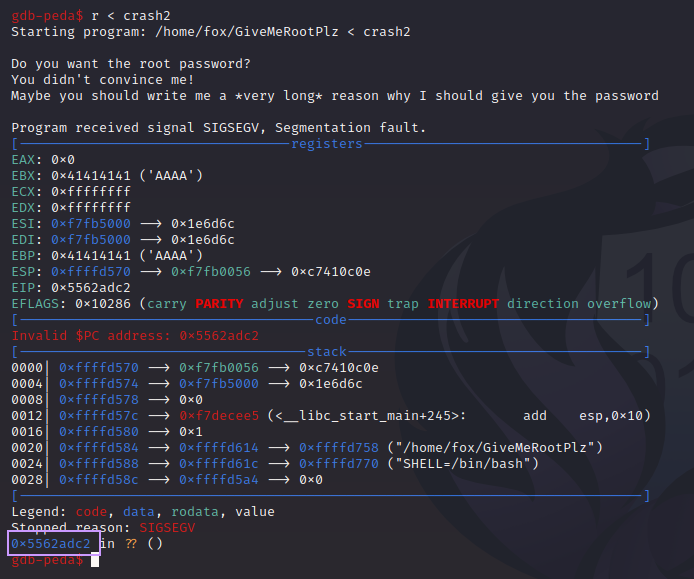 gdb-peda$ r < crash2
Starting program: /home/fox/GiveMeRootPlz < crash2
Do you want the root password?
You didn't convince me!
Maybe you should write me a *very long* reason why I should give you the password
Program received signal SIGSEGV, Segmentation fault.
[----------------------------------registers-----------------------------------]
EAX: 0×0
EBX: 0×41414141 ('AAAA')
ECX: 0×ffffffff
EDX: 0×ffffffff
ESI: 0×f7fb5000 --> 0×1e6d6c
EDI: 0×f7fb5000 --> 0×1e6d6c
EBP: 0×41414141 ('AAAA')
ESP: 0×ffffd570 --> 0×f7fb0056 --> 0×c7410c0e
EIP: 0×5562adc2
EFLAGS: 0×10286 (carry PARITY adjust zero SIGN trap INTERRUPT direction overflow)
[-------------------------------------code-------------------------------------]
Invalid $PC address: 0×5562adc2
[------------------------------------stack-------------------------------------]
0000| 0×ffffd570 --> 0×f7fb0056 --> 0×c7410c0e
0004| 0×ffffd574 --> 0×f7fb5000 --> 0×1e6d6c
0008| 0×ffffd578 --> 0×0
0012| 0×ffffd57c --> 0×f7decee5 (<__libc_start_main+245>: add esp,0×10)
0016| 0×ffffd580 --> 0×1
0020| 0×ffffd584 --> 0×ffffd614 --> 0×ffffd758 ("/home/fox/GiveMeRootPlz")
0024| 0×ffffd588 --> 0×ffffd61c --> 0×ffffd770 ("SHELL=/bin/bash")
0028| 0×ffffd58c --> 0×ffffd5a4 --> 0×0
[------------------------------------------------------------------------------]
Legend: code, data, rodata, value
Stopped reason: SIGSEGV
0×5562adc2 in ?? ()
gdb-peda$